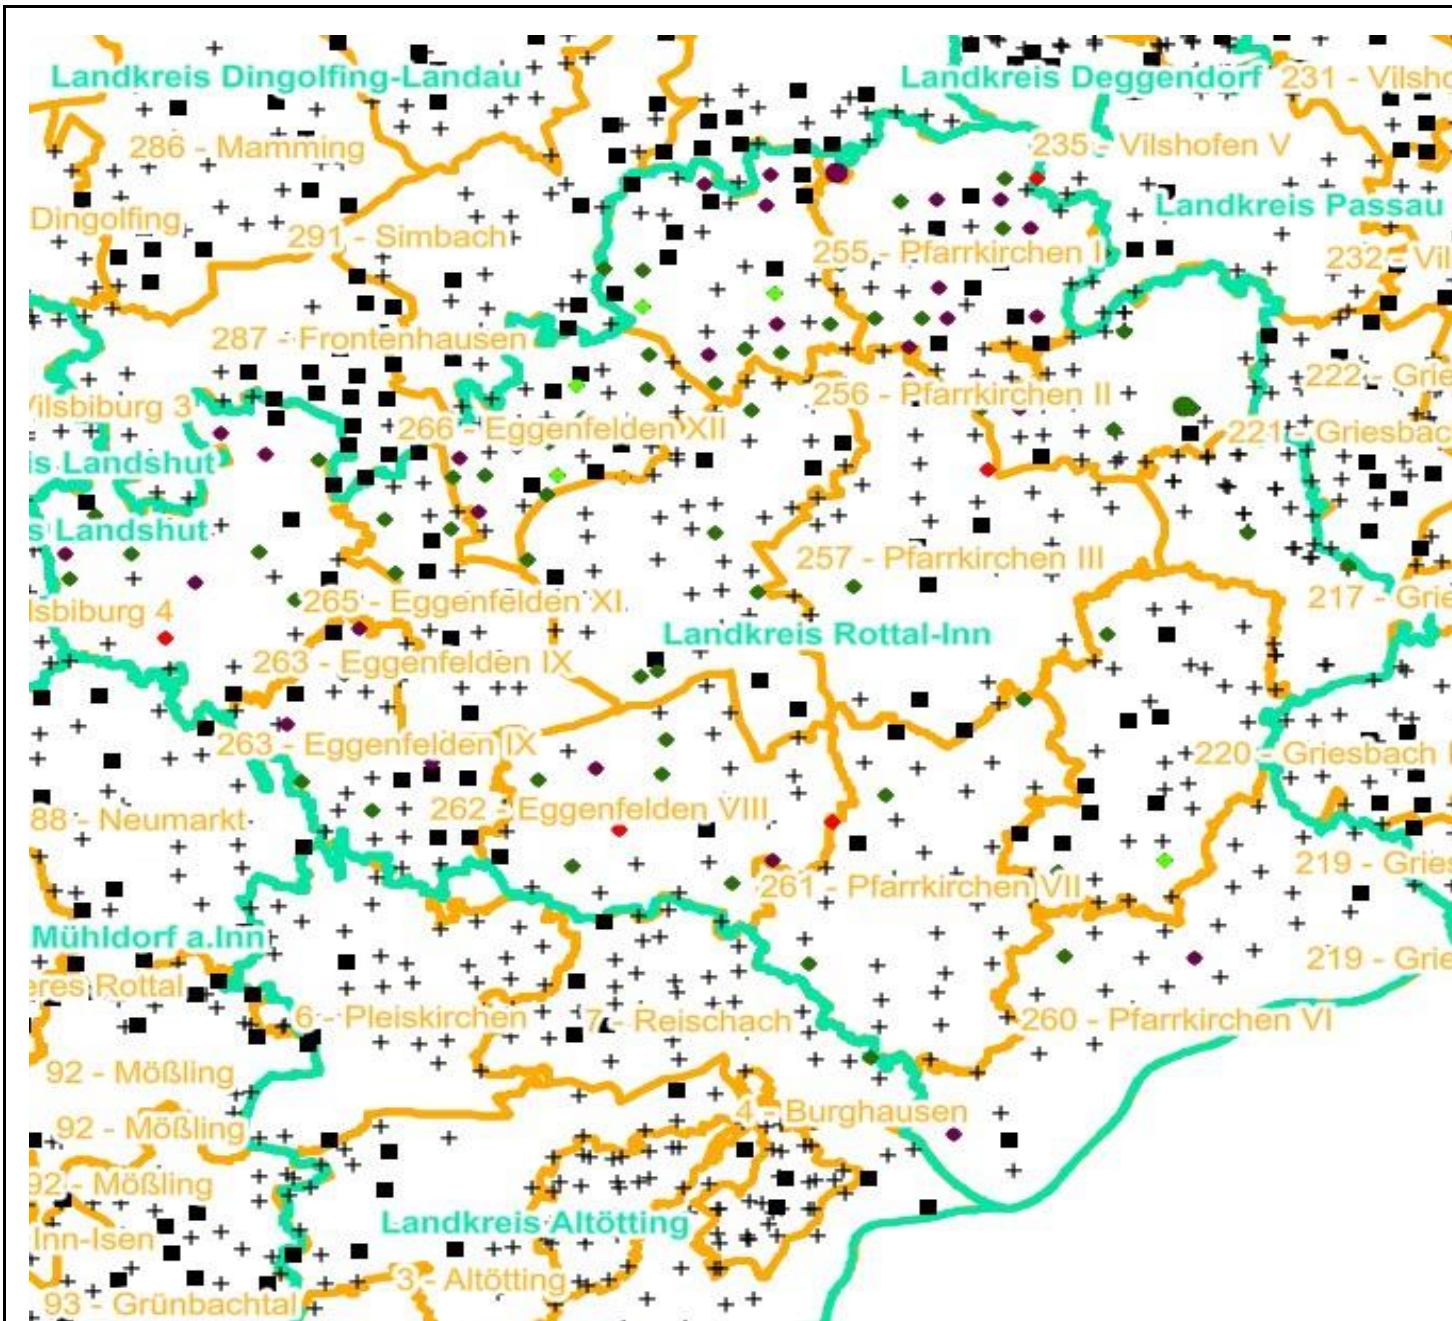 Landkreis Dingolfing-Landau
Landkreis Deggendorf
231 - Vilsho
286 - Mamming
235 - Vilshofen V
Landkreis Passau
Dingolfing
291 - Simbach
255 - Pfarrkirchen I
232 - Vil
287 - Frontenhausen
222 - Grie
256 - Pfarrkirchen II
Vilsbiburg 3
266 - Eggenfelden XII
221 - Griesbac
is Landshut
s Landshut
257 - Pfarrkirchen III
265 - Eggenfelden XI
217 - Grie
lsbiburg 4
Landkreis Rottal-Inn
263 - Eggenfelden IX
263 - Eggenfelden IX
220 - Griesbach I
262 - Eggenfelden VIII
88 - Neumarkt
219 - Grie
261 - Pfarrkirchen VII
Mühldorf a.Inn
219 - Grie
eres Rottal
6 - Pleiskirchen
7 - Reischach
260 - Pfarrkirchen VI
92 - Mößling
4 - Burghausen
92 - Mößling
92 - Mößling
Landkreis Altötting
Inn-Isen
3 - Altötting
93 - Grünbachtal